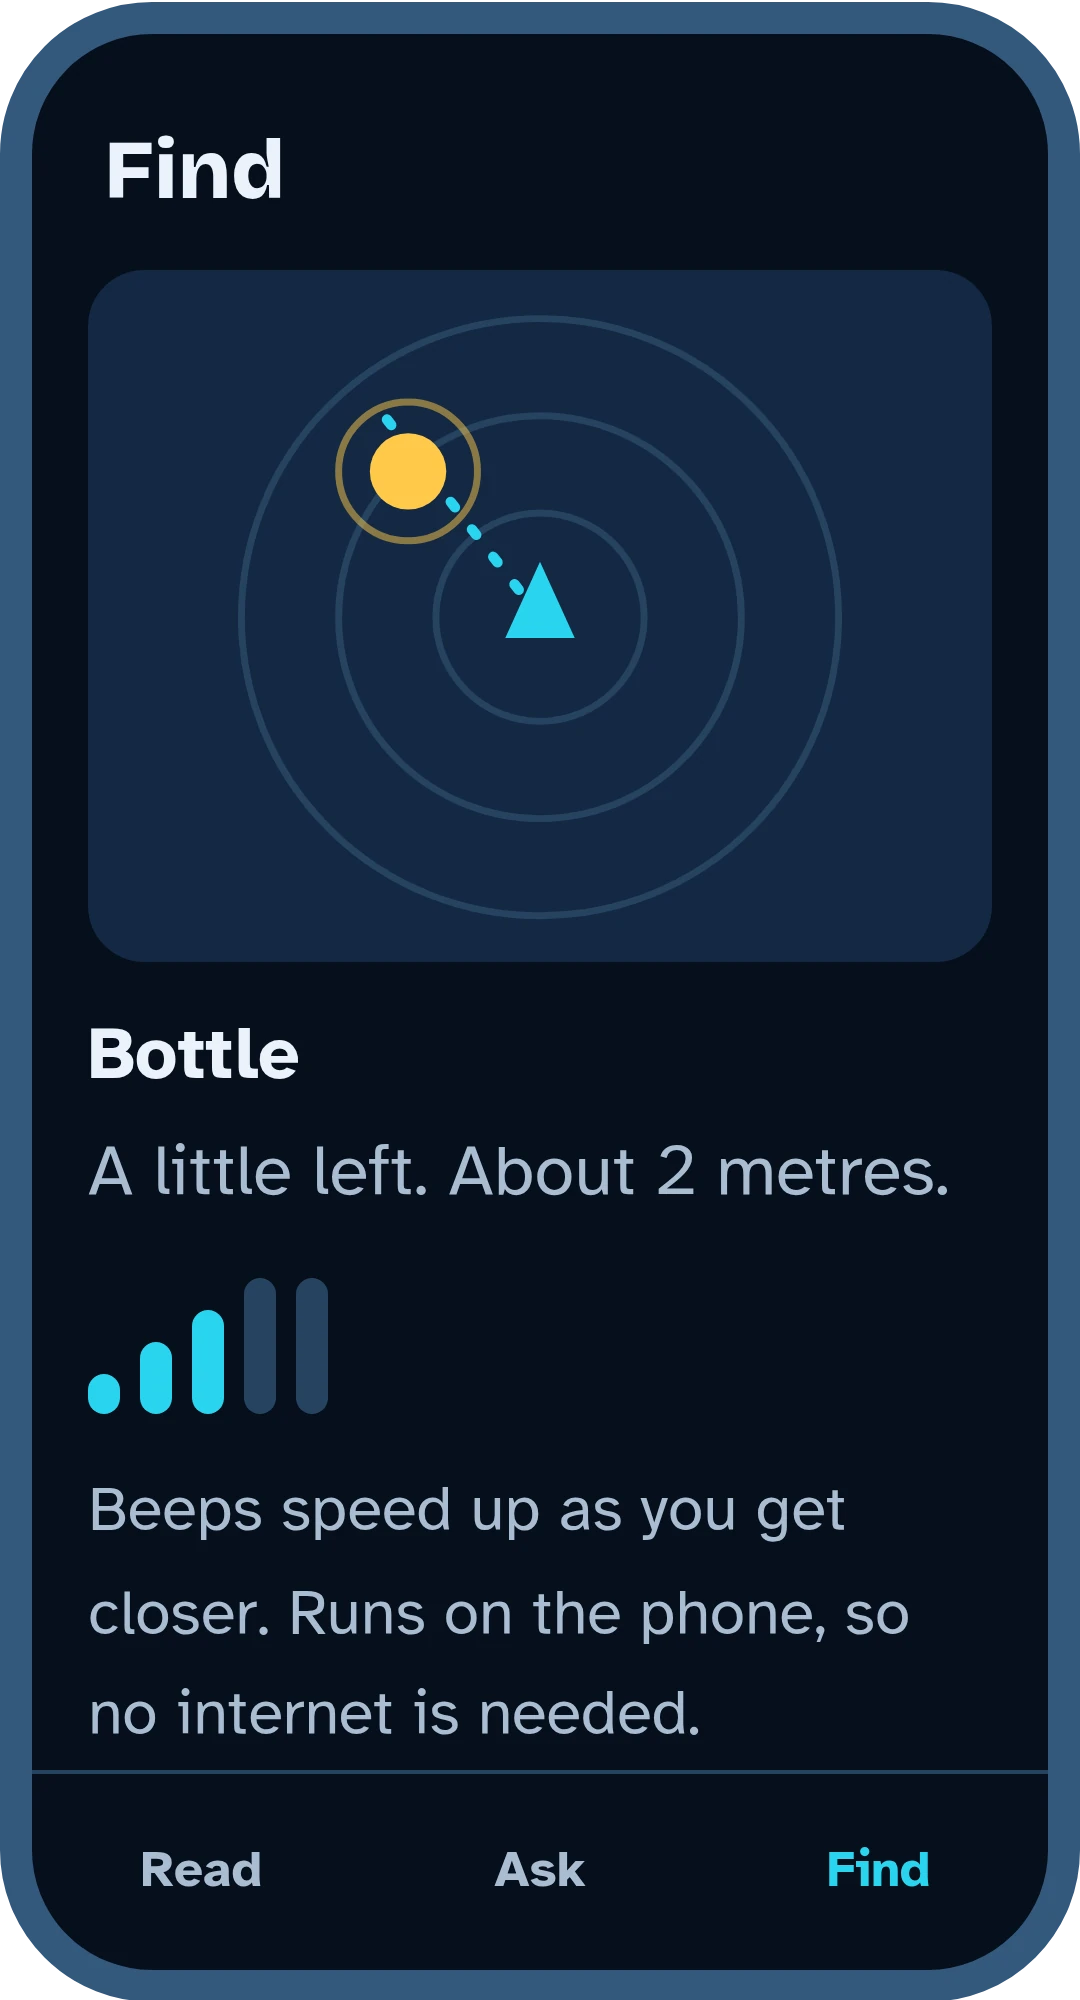 Find
Bottle
A little left. About 2 metres.
Beeps speed up as you get
closer. Runs on the phone, so
no internet is needed.
Read
Ask
Find